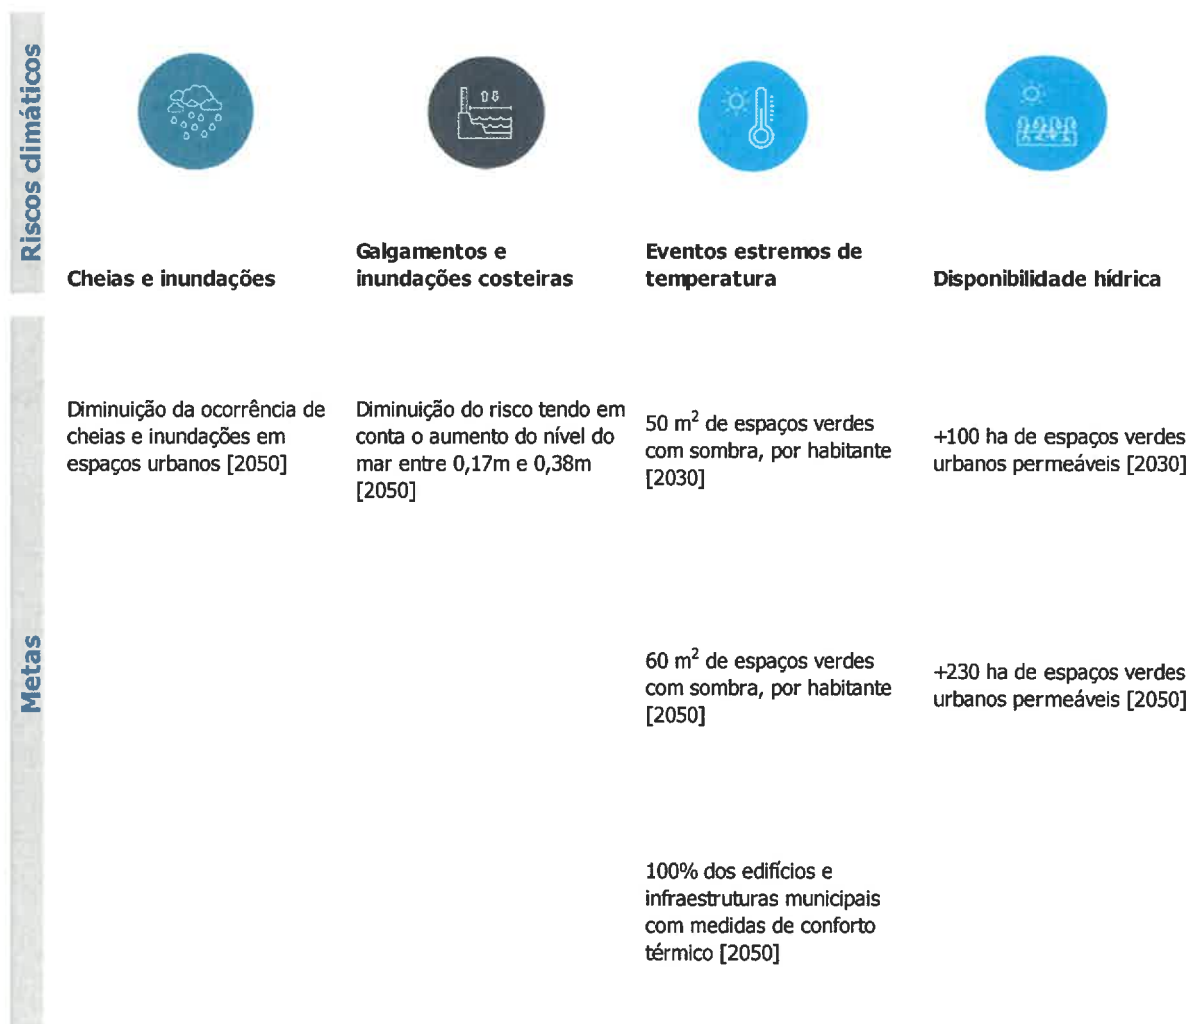 Riscos climáticos
Cheias e inundações
Galgamentos e
inundações costeiras
Eventos estremos de
temperatura
Disponibilidade hídrica
Metas
Diminuição da ocorrência de
cheias e inundações em
espaços urbanos [2050]
Diminuição do risco tendo em
conta o aumento do nível do
mar entre 0,17m e 0,38m
[2050]
50 m² de espaços verdes
com sombra, por habitante
[2030]
+100 ha de espaços verdes
urbanos permeáveis [2030]
60 m² de espaços verdes
com sombra, por habitante
[2050]
+230 ha de espaços verdes
urbanos permeáveis [2050]
100% dos edifícios e
infraestruturas municipais
com medidas de conforto
térmico [2050]